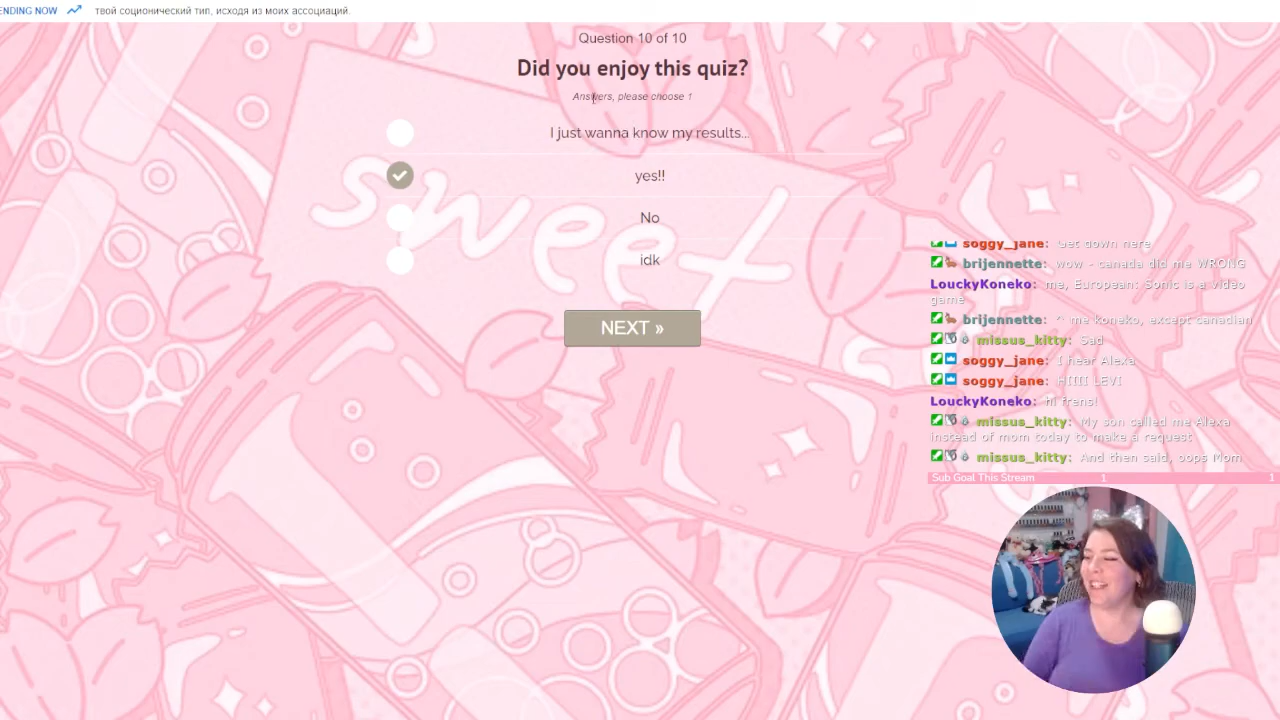 ENDING NOW твой соционический тип, исходя из моих ассоциаций.
Question 10 of 10
Did you enjoy this quiz?
Answers, please choose 1
I just wanna know my results...
yes!!
No
idk
NEXT »
sweet
soggy_jane: Get down here
brijennette: wow - canada did me WRONG
LouckyKoneko: me, European: Sonic is a video
game
brijennette: ^ me koneko, except canadian
missus_kitty: Sad
soggy_jane: I hear Alexa
soggy_jane: HIIII LEVI
LouckyKoneko: hi frens!
missus_kitty: My son called me Alexa
instead of mom today to make a request
missus_kitty: And then said, oops Mom
Sub Goal This Stream 1 1